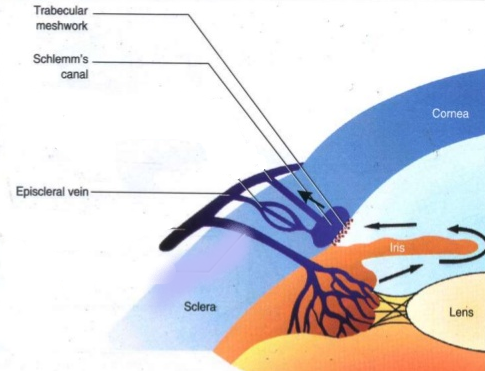 Trabecular
meshwork
Schlemm's
canal
Cornea
Episcleral vein
Iris
Sclera
Lens